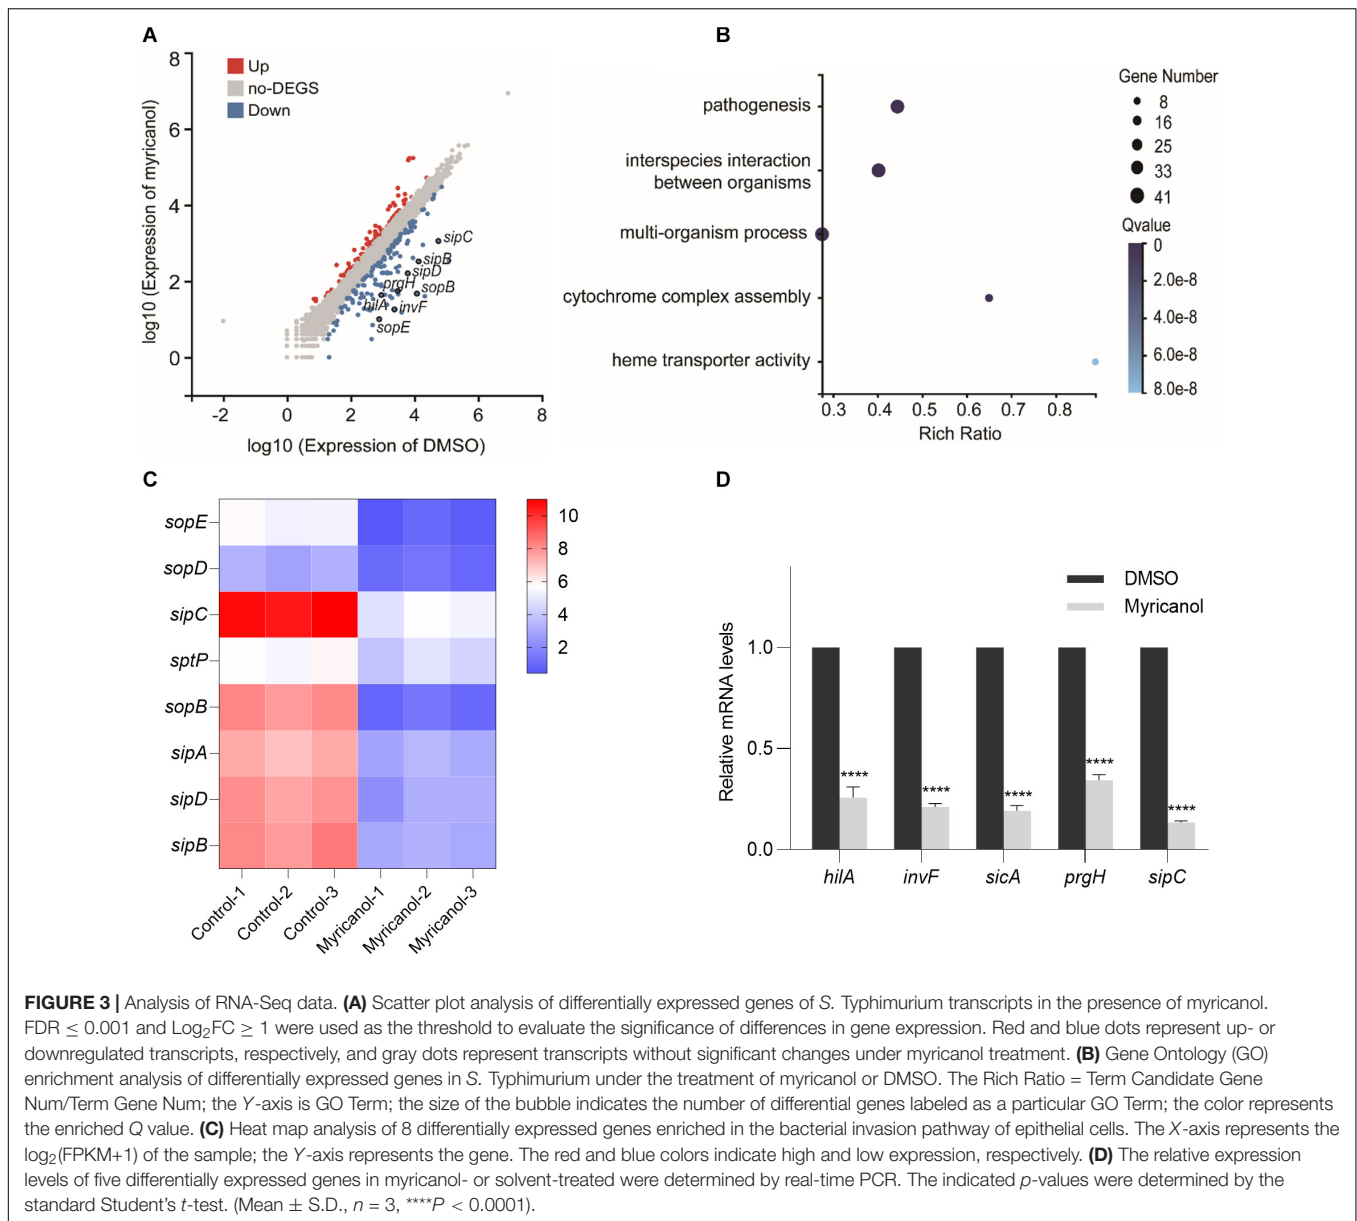 A
8
6
4
2
0
-2
0
2
4
6
8
log10 (Expression of myricanol)
log10 (Expression of DMSO)
Up
no-DEGS
Down
sipC
sipB
sipD
prgH
sopB
hilA
invF
sopE
B
pathogenesis
interspecies interaction
between organisms
multi-organism process
cytochrome complex assembly
heme transporter activity
0.3
0.4
0.5
0.6
0.7
0.8
Rich Ratio
Gene Number
8
16
25
33
41
Qvalue
0
2.0e-8
4.0e-8
6.0e-8
8.0e-8
C
sopE
sopD
sipC
sptP
sopB
sipA
sipD
sipB
Control-1
Control-2
Control-3
Myricanol-1
Myricanol-2
Myricanol-3
10
8
6
4
2
D
DMSO
Myricanol
Relative mRNA levels
1.0
0.5
0.0
****
****
****
****
****
hilA
invF
sicA
prgH
sipC
FIGURE 3 | Analysis of RNA-Seq data. (A) Scatter plot analysis of differentially expressed genes of S. Typhimurium transcripts in the presence of myricanol.
FDR ≤ 0.001 and Log₂FC ≥ 1 were used as the threshold to evaluate the significance of differences in gene expression. Red and blue dots represent up- or
downregulated transcripts, respectively, and gray dots represent transcripts without significant changes under myricanol treatment. (B) Gene Ontology (GO)
enrichment analysis of differentially expressed genes in S. Typhimurium under the treatment of myricanol or DMSO. The Rich Ratio = Term Candidate Gene
Num/Term Gene Num; the Y-axis is GO Term; the size of the bubble indicates the number of differential genes labeled as a particular GO Term; the color represents
the enriched Q value. (C) Heat map analysis of 8 differentially expressed genes enriched in the bacterial invasion pathway of epithelial cells. The X-axis represents the
log₂(FPKM+1) of the sample; the Y-axis represents the gene. The red and blue colors indicate high and low expression, respectively. (D) The relative expression
levels of five differentially expressed genes in myricanol- or solvent-treated were determined by real-time PCR. The indicated p-values were determined by the
standard Student's t-test. (Mean ± S.D., n = 3, ****P < 0.0001).